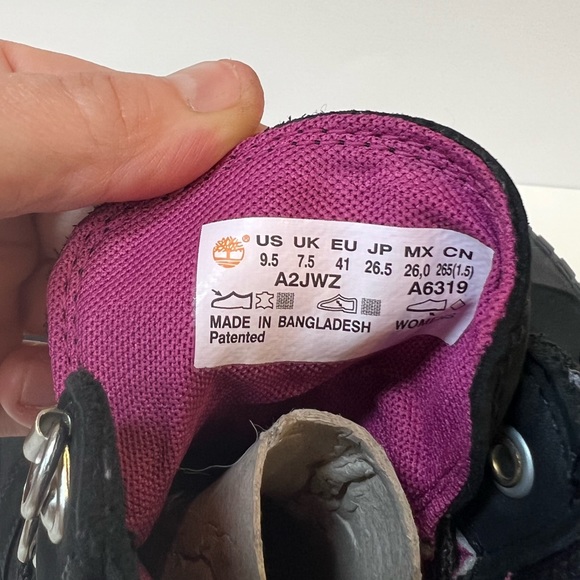 US UK EU JP MX CN
9.5 7.5 41 26.5 26,0 265(1.5)
A2JWZ A6319
MADE IN BANGLADESH
Patented